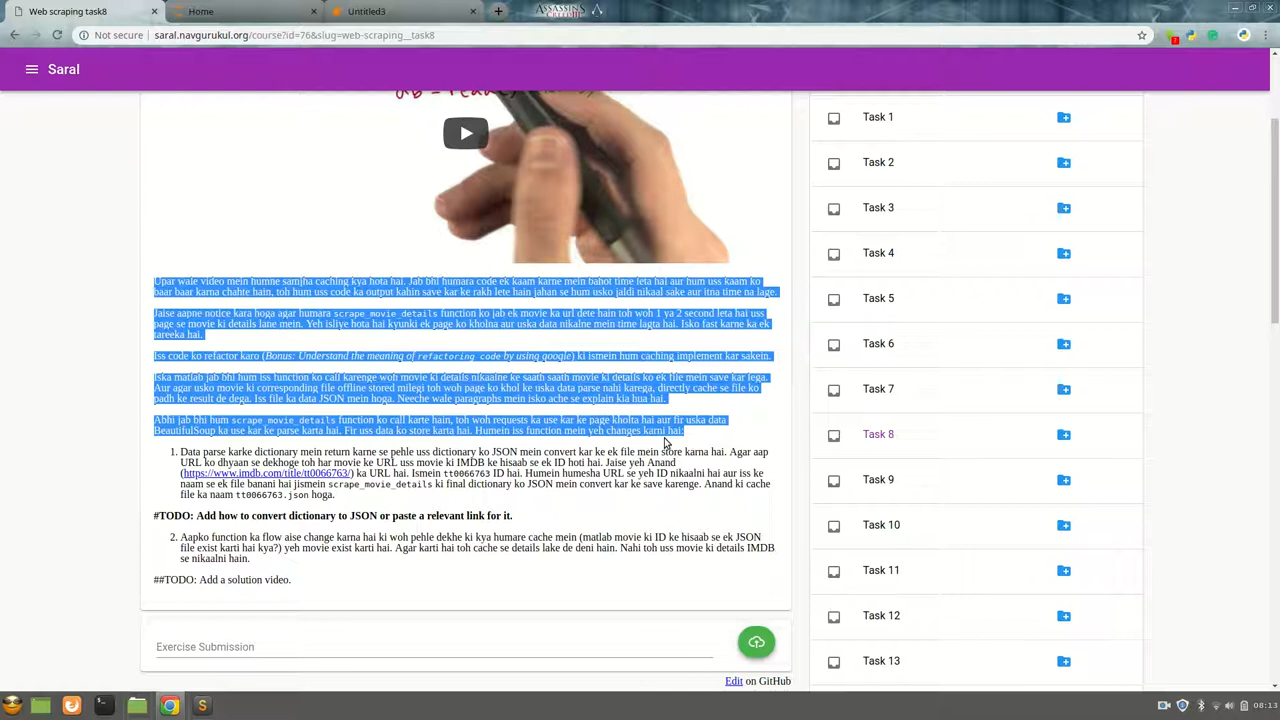 Web scraping task8
Home
Untitled3
ASSASSINS
Not secure
saral.navgurukul.org/course?id=76&slug=web-scraping__task8
Saral
Upar wale video mein humne samjha caching kya hota hai. Jab bhi humara code ek kaam karne mein bahot time leta hai aur hum uss kaam ko
baar baar karna chahte hain, toh hum uss code ka output kahin save kar ke rakh lete hain jahan se hum usko jaldi nikaal sake aur itna time na lage.
Jaise aapne notice kara hoga agar humara scrape_movie_details function ko jab ek movie ka url dete hain toh woh 1 ya 2 second leta hai uss
page se movie ki details lane mein. Yeh isliye hota hai kyunki ek page ko kholna aur uska data nikalne mein time lagta hai. Isko fast karne ka ek
tareeka hai.
Iss code ko refactor karo (Bonus: Understand the meaning of refactoring code by using google) ki ismein hum caching implement kar sakein.
Iska matlab jab bhi hum iss function ko call karenge woh movie ki details nikaalne ke saath saath movie ki details ko ek file mein save kar lega.
Aur agar usko movie ki corresponding file offline stored milegi toh woh page ko khol ke uska data parse nahi karega, directly cache se file ko
padh ke result de dega. Iss file ka data JSON mein hoga. Neeche wale paragraphs mein isko ache se explain kia hua hai.
Abhi jab bhi hum scrape_movie_details function ko call karte hain, toh woh requests ka use kar ke page kholta hai aur fir uska data
BeautifulSoup ka use kar ke parse karta hai. Fir uss data ko store karta hai. Humein iss function mein yeh changes karni hai:
1. Data parse karke dictionary mein return karne se pehle uss dictionary ko JSON mein convert kar ke ek file mein store karna hai. Agar aap
URL ko dhyaan se dekhoge toh har movie ke URL uss movie ki IMDB ke hisaab se ek ID hoti hai. Jaise yeh Anand
(https://www.imdb.com/title/tt0066763/) ka URL hai. Ismein tt0066763 ID hai. Humein humesha URL se yeh ID nikaalni hai aur iss ke
naam se ek file banani hai jismein scrape_movie_details ki final dictionary ko JSON mein convert kar ke save karenge. Anand ki cache
file ka naam tt0066763.json hoga.
#TODO: Add how to convert dictionary to JSON or paste a relevant link for it.
2. Aapko function ka flow aise change karna hai ki woh pehle dekhe ki kya humare cache mein (matlab movie ki ID ke hisaab se ek JSON
file exist karti hai kya?) yeh movie exist karti hai. Agar karti hai toh cache se details lake de deni hain. Nahi toh uss movie ki details IMDB
se nikaalni hain.
##TODO: Add a solution video.
Exercise Submission
Edit on GitHub
Task 1
Task 2
Task 3
Task 4
Task 5
Task 6
Task 7
Task 8
Task 9
Task 10
Task 11
Task 12
Task 13
08:13